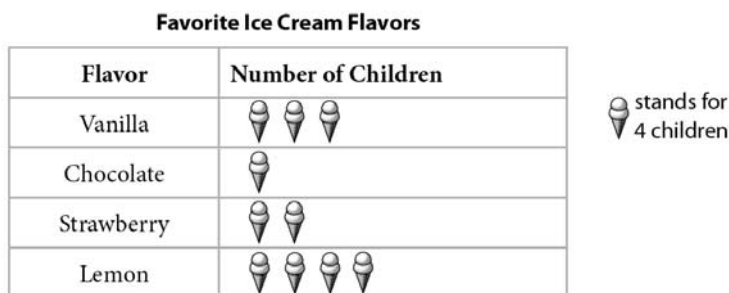 Favorite Ice Cream Flavors
Flavor Number of Children
Vanilla
Chocolate
Strawberry
Lemon
stands for
4 children